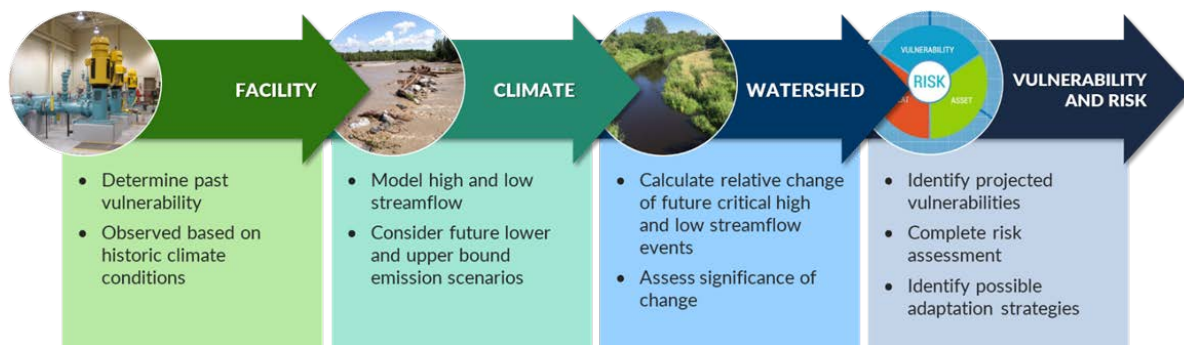 FACILITY
• Determine past
vulnerability
• Observed based on
historic climate
conditions
CLIMATE
• Model high and low
streamflow
• Consider future lower
and upper bound
emission scenarios
WATERSHED
• Calculate relative change
of future critical high
and low streamflow
events
• Assess significance of
change
VULNERABILITY
RISK
ASSET
VULNERABILITY
AND RISK
• Identify projected
vulnerabilities
• Complete risk
assessment
• Identify possible
adaptation strategies